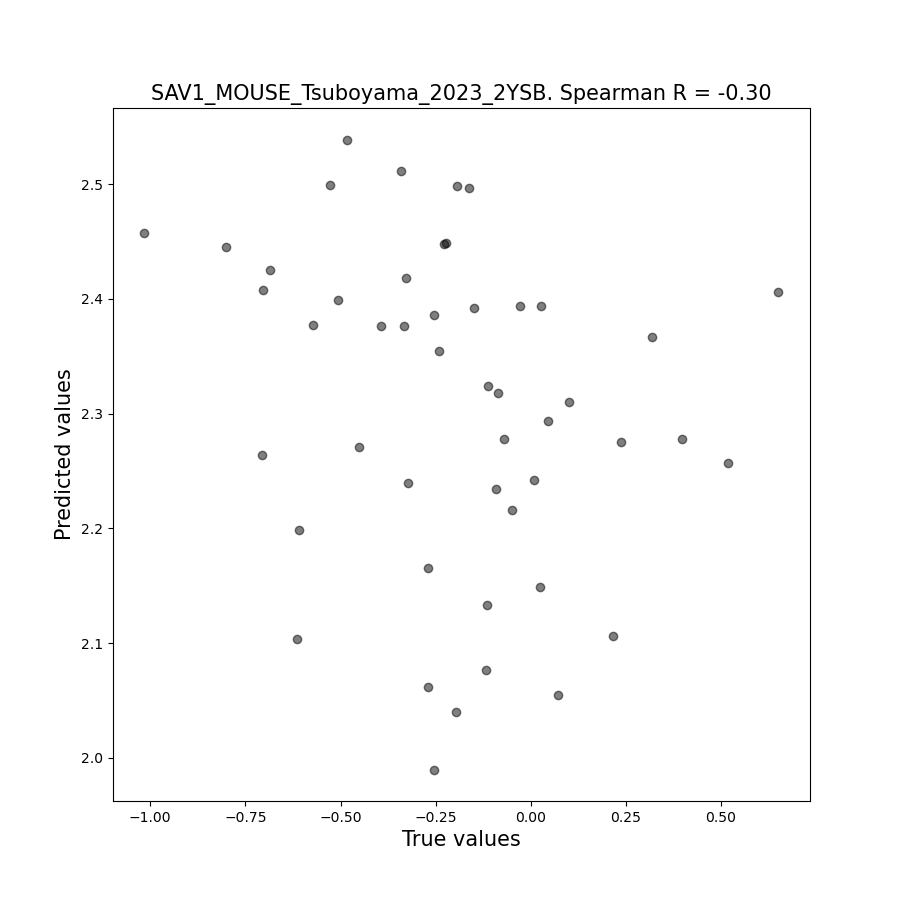 SAV1_MOUSE_Tsuboyama_2023_2YSB. Spearman R = -0.30
Predicted values
2.5
2.4
2.3
2.2
2.1
2.0
−1.00 −0.75 −0.50 −0.25 0.00 0.25 0.50
True values